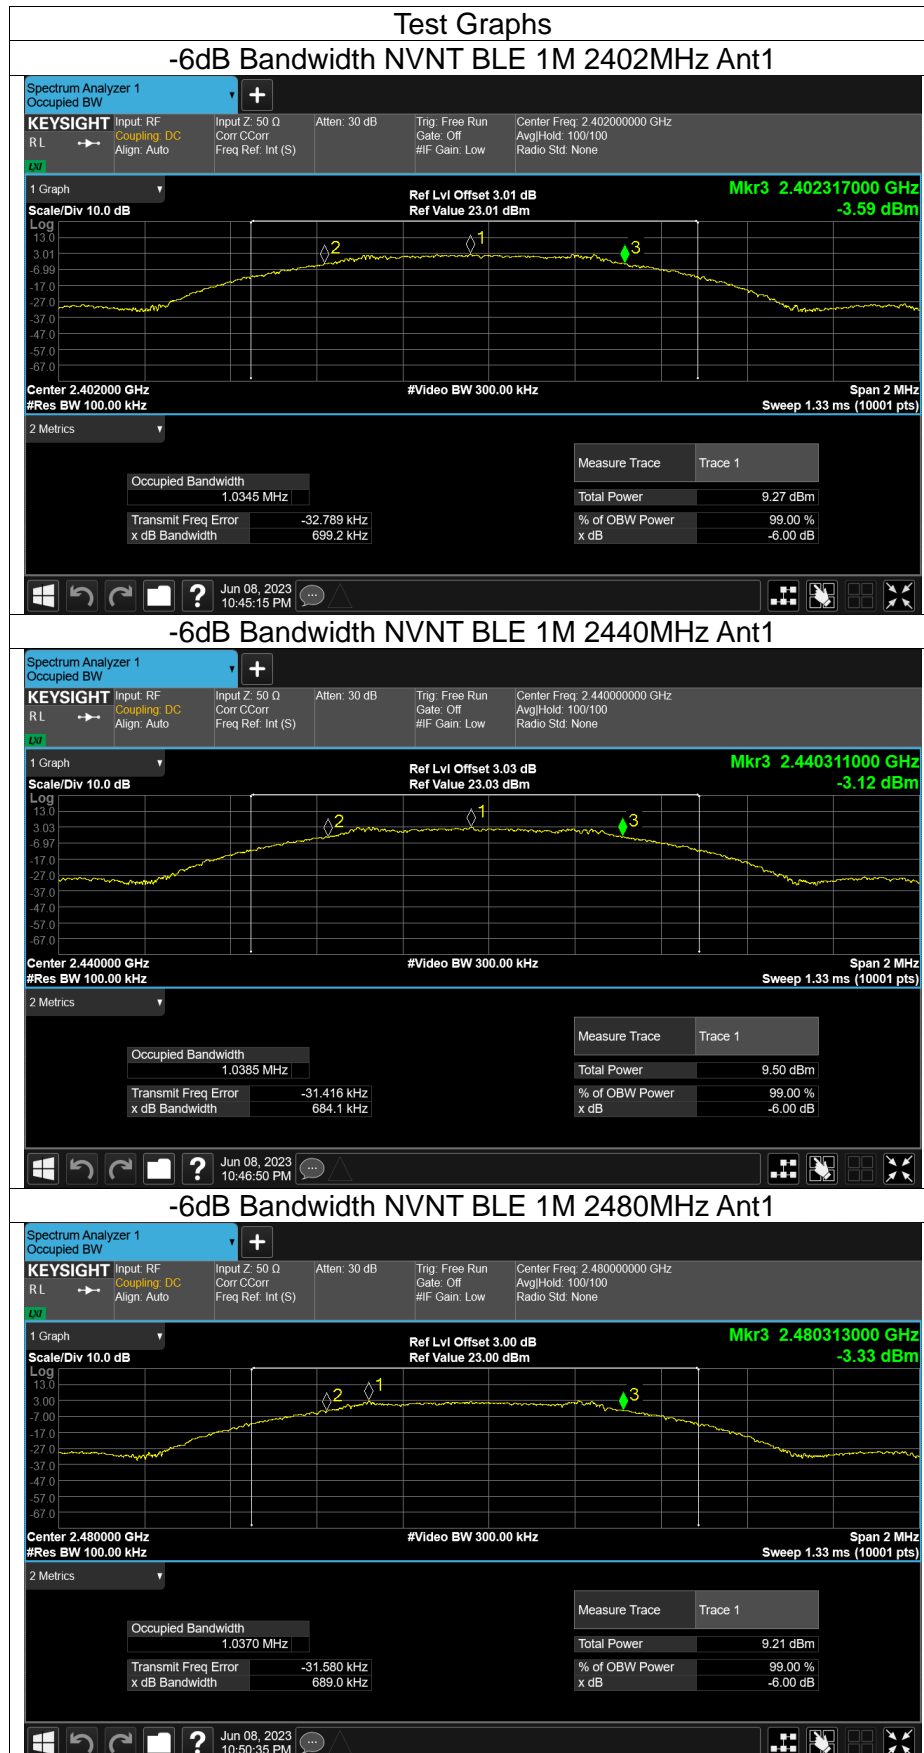 Test Graphs
-6dB Bandwidth NVNT BLE 1M 2402MHz Ant1
Spectrum Analyzer 1
Occupied BW
KEYSIGHT Input: RF Input Z: 50 Ω Atten: 30 dB Trig: Free Run Center Freq: 2.402000000 GHz
RL Coupling: DC Corr CCorr Gate: Off Avg|Hold: 100/100
Align: Auto Freq Ref: Int (S) #IF Gain: Low Radio Std: None
LXI
1 Graph Ref Lvl Offset 3.01 dB Mkr3 2.402317000 GHz
Scale/Div 10.0 dB Ref Value 23.01 dBm -3.59 dBm
Log
13.0
3.01
-6.99
-17.0
-27.0
-37.0
-47.0
-57.0
-67.0
2 1 3
Center 2.402000 GHz #Video BW 300.00 kHz Span 2 MHz
#Res BW 100.00 kHz Sweep 1.33 ms (10001 pts)
2 Metrics
Measure Trace Trace 1
Occupied Bandwidth
1.0345 MHz Total Power 9.27 dBm
Transmit Freq Error -32.789 kHz % of OBW Power 99.00 %
x dB Bandwidth 699.2 kHz x dB -6.00 dB
? Jun 08, 2023
10:45:15 PM
-6dB Bandwidth NVNT BLE 1M 2440MHz Ant1
Spectrum Analyzer 1
Occupied BW
KEYSIGHT Input: RF Input Z: 50 Ω Atten: 30 dB Trig: Free Run Center Freq: 2.440000000 GHz
RL Coupling: DC Corr CCorr Gate: Off Avg|Hold: 100/100
Align: Auto Freq Ref: Int (S) #IF Gain: Low Radio Std: None
LXI
1 Graph Ref Lvl Offset 3.03 dB Mkr3 2.440311000 GHz
Scale/Div 10.0 dB Ref Value 23.03 dBm -3.12 dBm
Log
13.0
3.03
-6.97
-17.0
-27.0
-37.0
-47.0
-57.0
-67.0
2 1 3
Center 2.440000 GHz #Video BW 300.00 kHz Span 2 MHz
#Res BW 100.00 kHz Sweep 1.33 ms (10001 pts)
2 Metrics
Measure Trace Trace 1
Occupied Bandwidth
1.0385 MHz Total Power 9.50 dBm
Transmit Freq Error -31.416 kHz % of OBW Power 99.00 %
x dB Bandwidth 684.1 kHz x dB -6.00 dB
? Jun 08, 2023
10:46:50 PM
-6dB Bandwidth NVNT BLE 1M 2480MHz Ant1
Spectrum Analyzer 1
Occupied BW
KEYSIGHT Input: RF Input Z: 50 Ω Atten: 30 dB Trig: Free Run Center Freq: 2.480000000 GHz
RL Coupling: DC Corr CCorr Gate: Off Avg|Hold: 100/100
Align: Auto Freq Ref: Int (S) #IF Gain: Low Radio Std: None
LXI
1 Graph Ref Lvl Offset 3.00 dB Mkr3 2.480313000 GHz
Scale/Div 10.0 dB Ref Value 23.00 dBm -3.33 dBm
Log
13.0
3.00
-7.00
-17.0
-27.0
-37.0
-47.0
-57.0
-67.0
2 1 3
Center 2.480000 GHz #Video BW 300.00 kHz Span 2 MHz
#Res BW 100.00 kHz Sweep 1.33 ms (10001 pts)
2 Metrics
Measure Trace Trace 1
Occupied Bandwidth
1.0370 MHz Total Power 9.21 dBm
Transmit Freq Error -31.580 kHz % of OBW Power 99.00 %
x dB Bandwidth 689.0 kHz x dB -6.00 dB
? Jun 08, 2023
10:50:35 PM